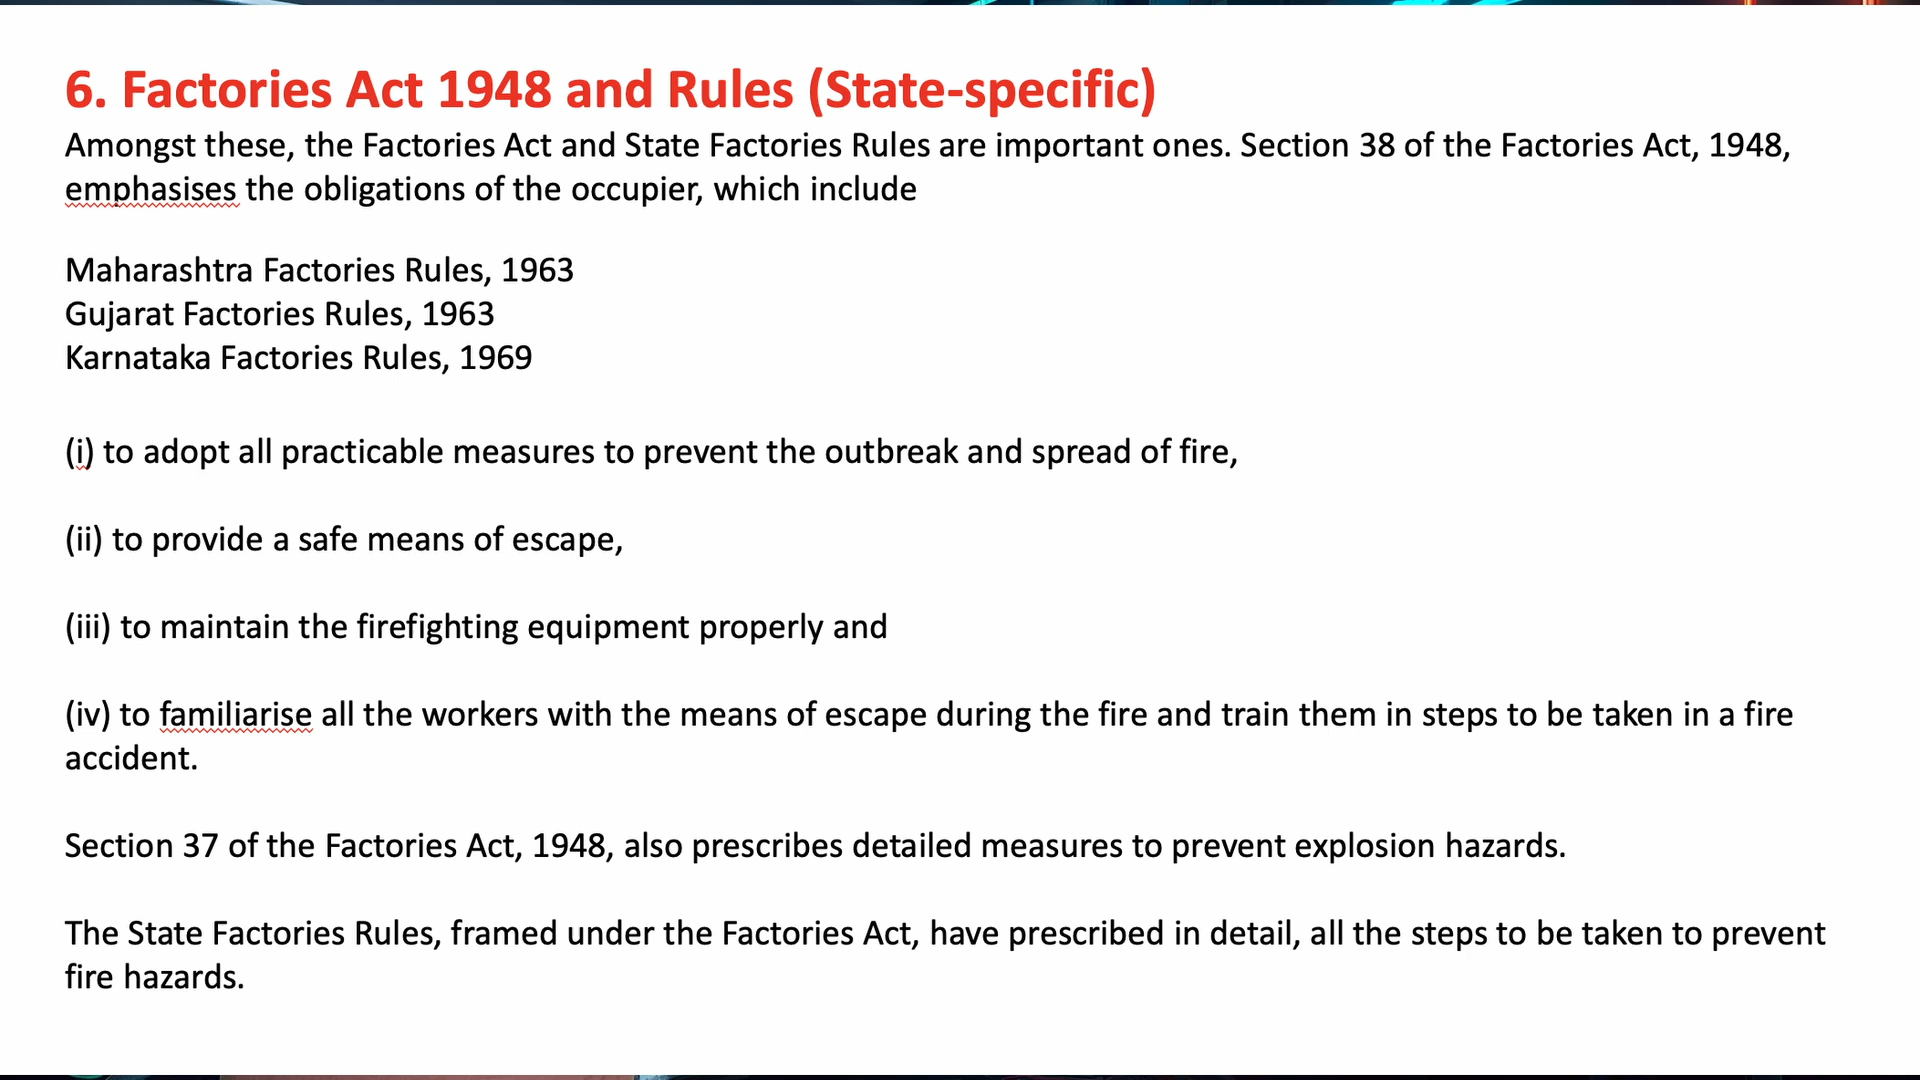 6. Factories Act 1948 and Rules (State-specific)
Amongst these, the Factories Act and State Factories Rules are important ones. Section 38 of the Factories Act, 1948,
emphasises the obligations of the occupier, which include
Maharashtra Factories Rules, 1963
Gujarat Factories Rules, 1963
Karnataka Factories Rules, 1969
(i) to adopt all practicable measures to prevent the outbreak and spread of fire,
(ii) to provide a safe means of escape,
(iii) to maintain the firefighting equipment properly and
(iv) to familiarise all the workers with the means of escape during the fire and train them in steps to be taken in a fire
accident.
Section 37 of the Factories Act, 1948, also prescribes detailed measures to prevent explosion hazards.
The State Factories Rules, framed under the Factories Act, have prescribed in detail, all the steps to be taken to prevent
fire hazards.